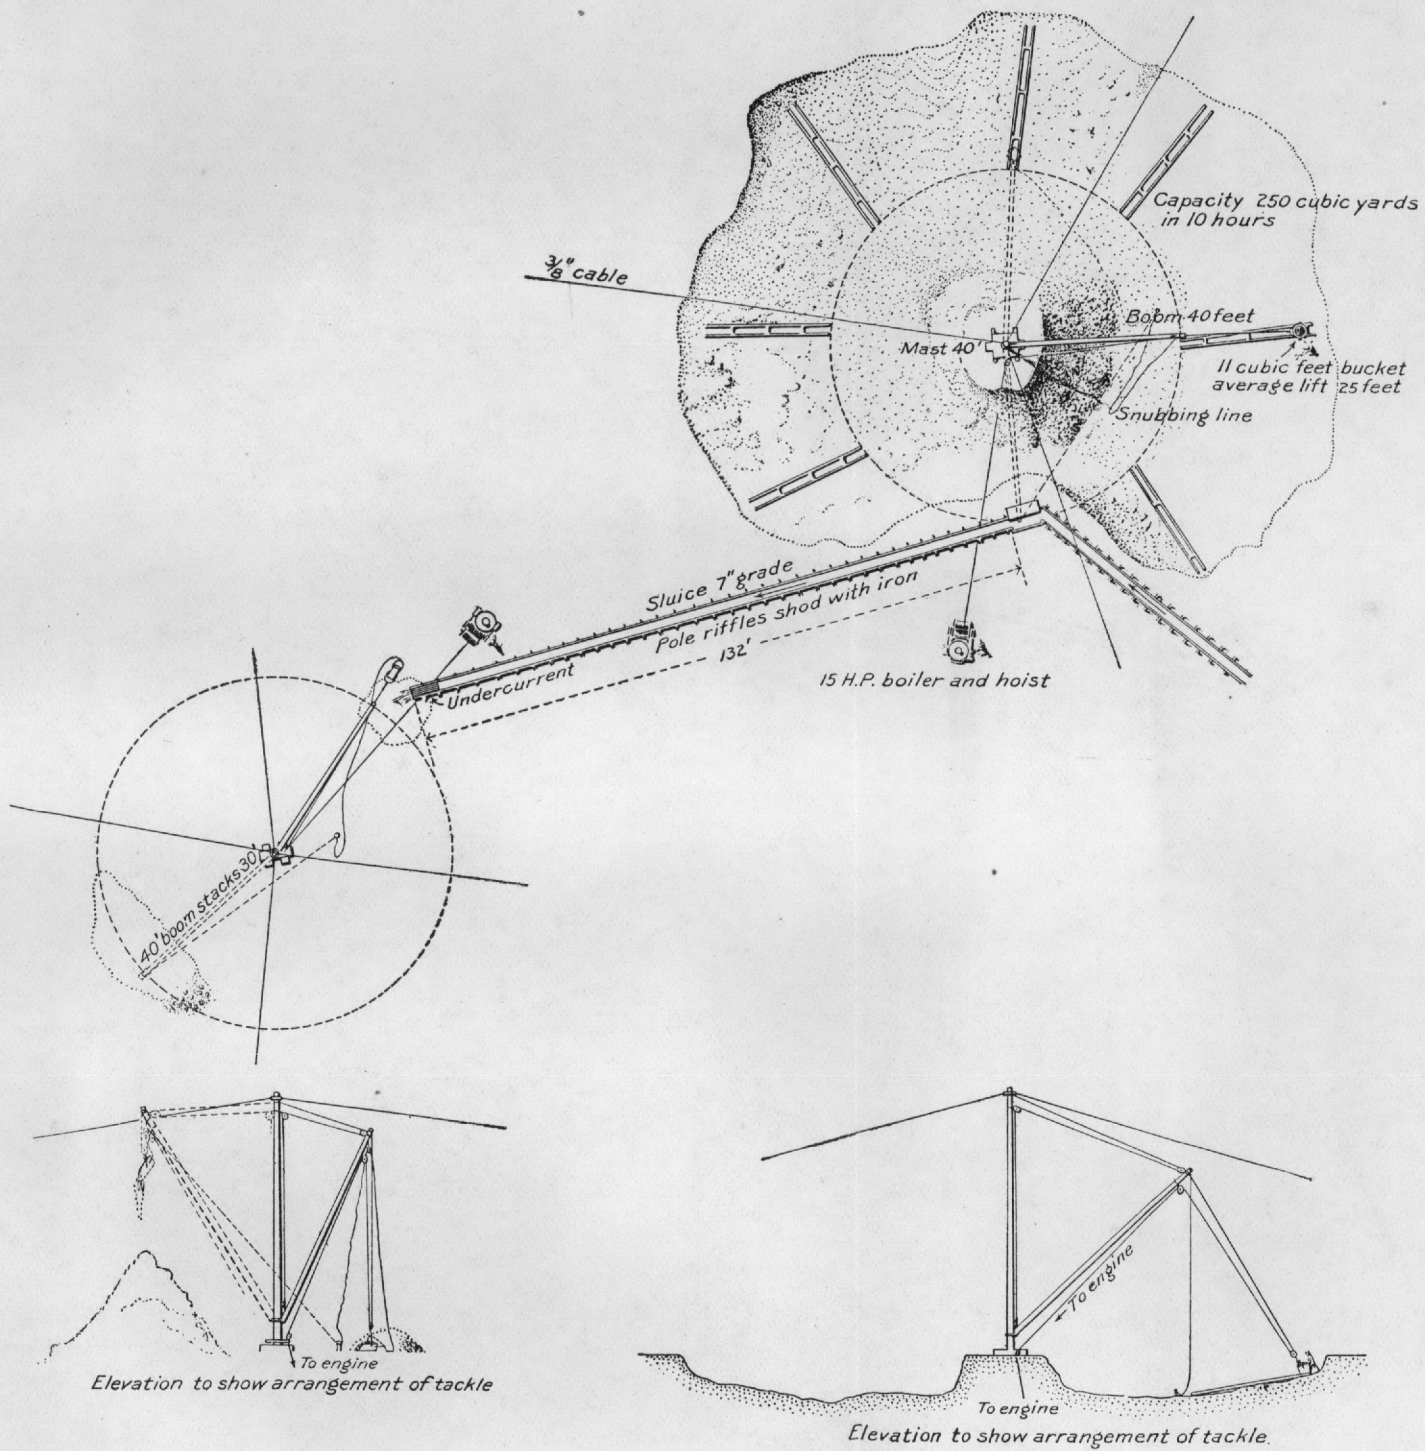 Capacity 250 cubic yards
in 10 hours
3/8" cable
Boom 40 feet
Mast 40'
11 cubic feet bucket
average lift 25 feet
Snubbing line
Sluice 7" grade
Pole riffles shod with iron
132'
Undercurrent
15 H.P. boiler and hoist
40' boom stacks 30'
To engine
To engine
Elevation to show arrangement of tackle
To engine
Elevation to show arrangement of tackle.